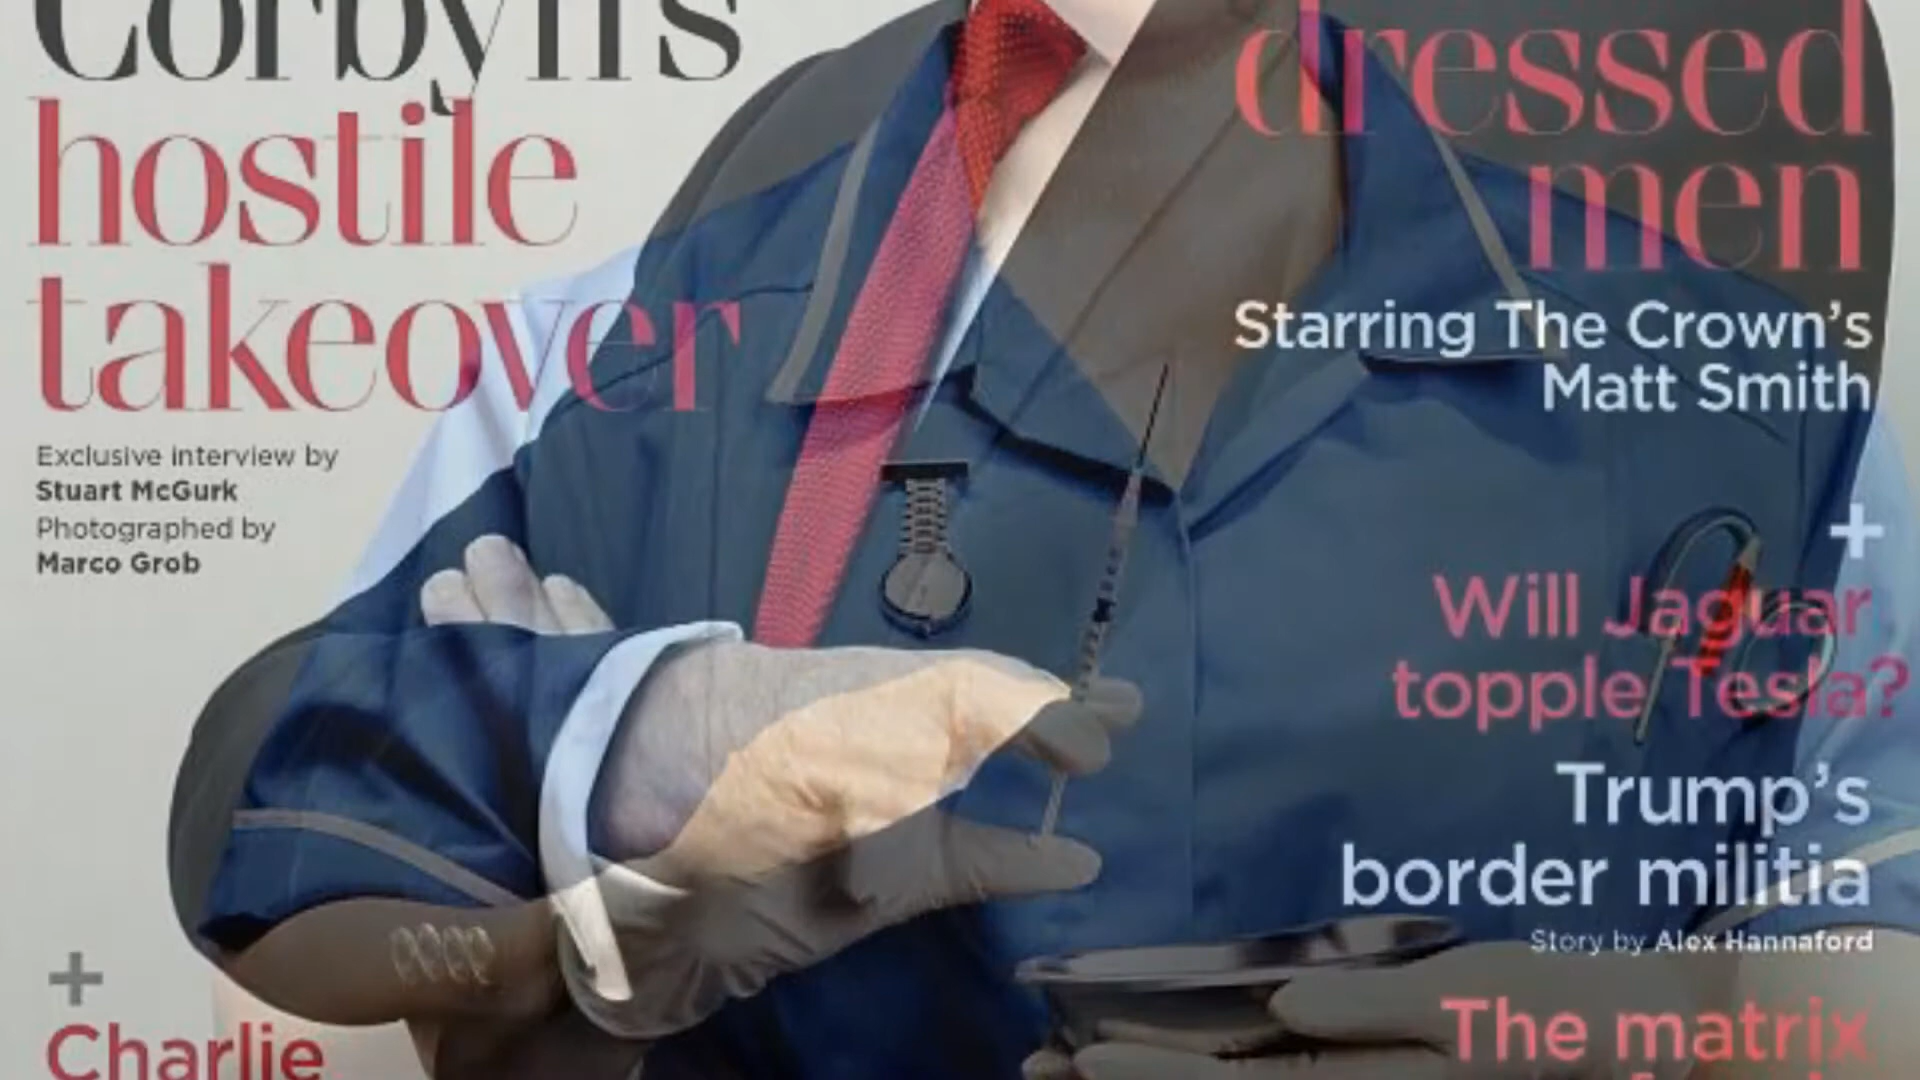 Corbyn's
hostile
takeover
Exclusive interview by
Stuart McGurk
Photographed by
Marco Grob
+
Charlie
dressed
men
Starring The Crown's
Matt Smith
+
Will Jaguar
topple Tesla?
Trump's
border militia
Story by Alex Hannaford
The matrix